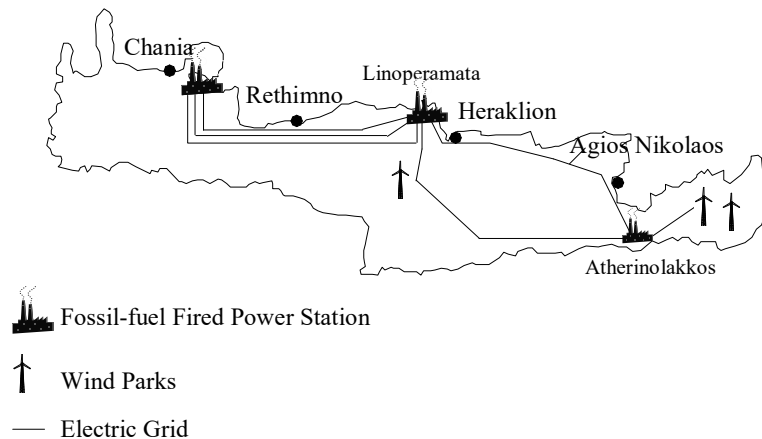 Chania
Linoperamata
Rethimno
Heraklion
Agios Nikolaos
Atherinolakkos
Fossil-fuel Fired Power Station
Wind Parks
Electric Grid